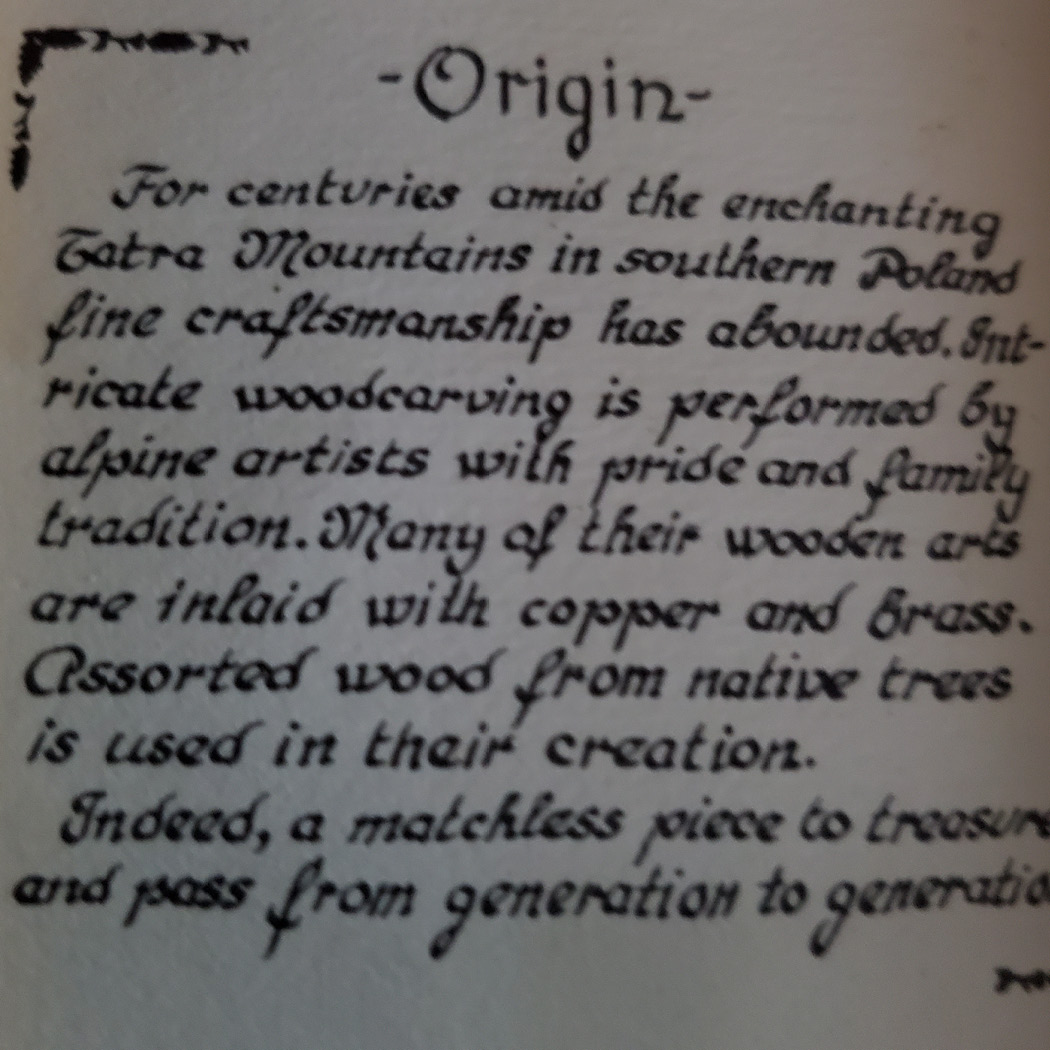 -Origin-
For centuries amid the enchanting
Tatra Mountains in southern Poland
fine craftsmanship has abounded. Int-
ricate woodcarving is performed by
alpine artists with pride and family
tradition. Many of their wooden arts
are inlaid with copper and brass.
Assorted wood from native trees
is used in their creation.
Indeed, a matchless piece to treasure
and pass from generation to generatio